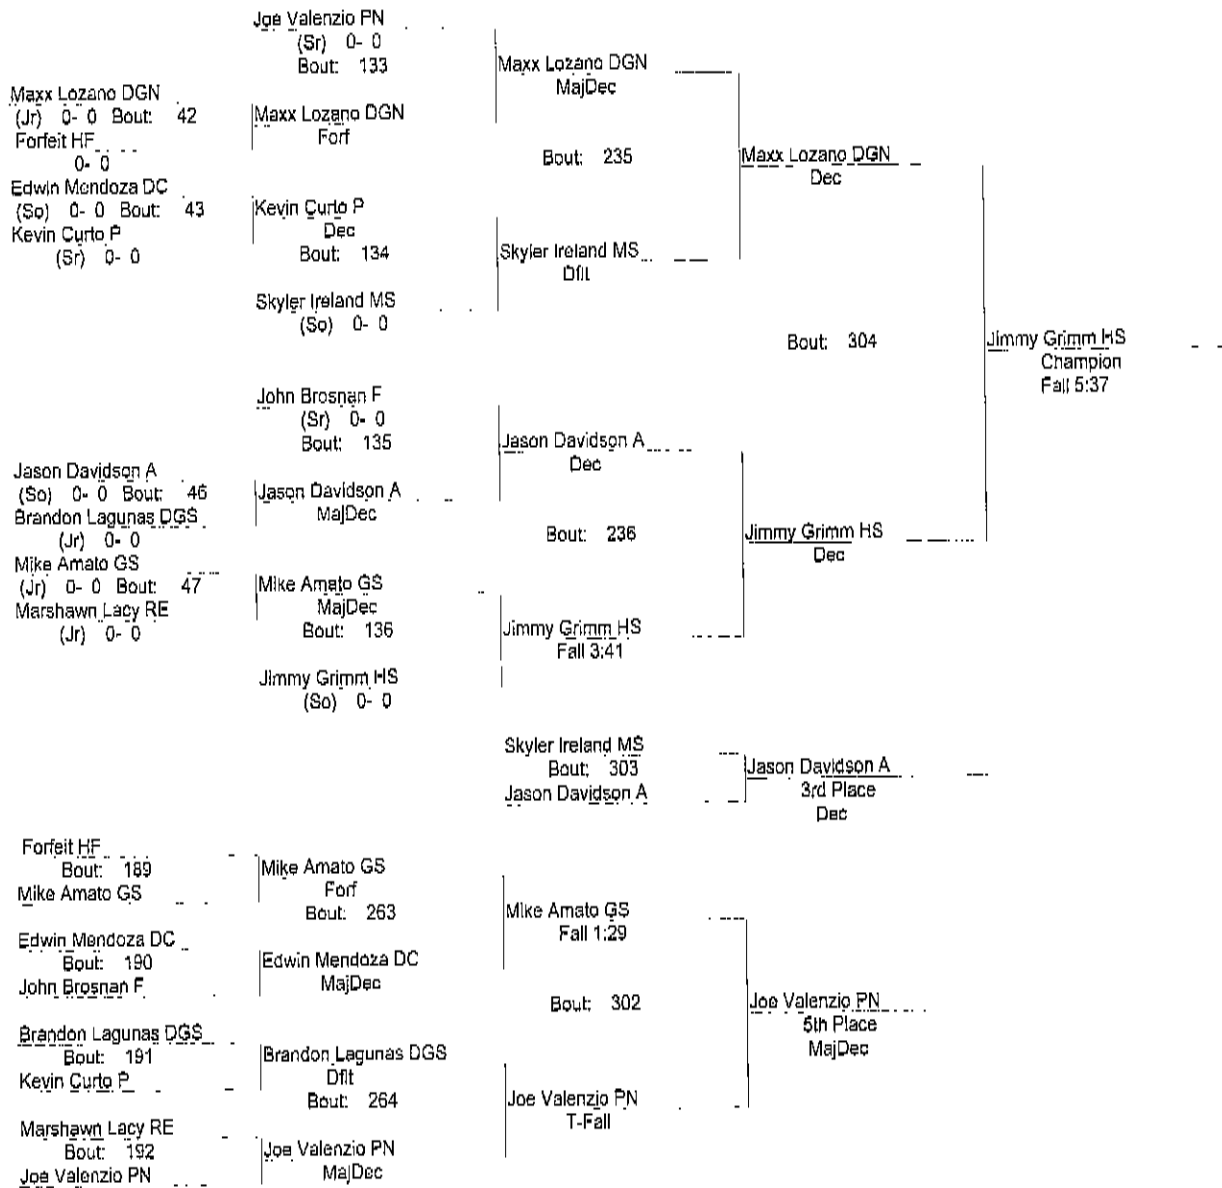 Joe Valenzio PN
(Sr) 0- 0
Bout: 133
Maxx Lozano DGN
MajDec
Maxx Lozano DGN
(Jr) 0- 0 Bout: 42
Maxx Lozano DGN
Forf
Forfeit HF
0- 0
Bout: 235
Maxx Lozano DGN
Dec
Edwin Mendoza DC
(So) 0- 0 Bout: 43
Kevin Curto P
Dec
Kevin Curto P
(Sr) 0- 0
Bout: 134
Skyler Ireland MS
Dflt
Skyler Ireland MS
(So) 0- 0
Bout: 304
Jimmy Grimm HS
Champion
Fall 5:37
John Brosnan F
(Sr) 0- 0
Bout: 135
Jason Davidson A
Dec
Jason Davidson A
(So) 0- 0 Bout: 46
Jason Davidson A
MajDec
Brandon Lagunas DGS
(Jr) 0- 0
Bout: 236
Jimmy Grimm HS
Dec
Mike Amato GS
(Jr) 0- 0 Bout: 47
Mike Amato GS
MajDec
Marshawn Lacy RE
(Jr) 0- 0
Bout: 136
Jimmy Grimm HS
Fall 3:41
Jimmy Grimm HS
(So) 0- 0
Skyler Ireland MS
Bout: 303
Jason Davidson A
Jason Davidson A
3rd Place
Dec
Forfeit HF
Bout: 189
Mike Amato GS
Mike Amato GS
Forf
Bout: 263
Mike Amato GS
Fall 1:29
Edwin Mendoza DC
Bout: 190
John Brosnan F
Edwin Mendoza DC
MajDec
Bout: 302
Joe Valenzio PN
5th Place
MajDec
Brandon Lagunas DGS
Bout: 191
Kevin Curto P
Brandon Lagunas DGS
Dflt
Bout: 264
Joe Valenzio PN
T-Fall
Marshawn Lacy RE
Bout: 192
Joe Valenzio PN
Joe Valenzio PN
MajDec